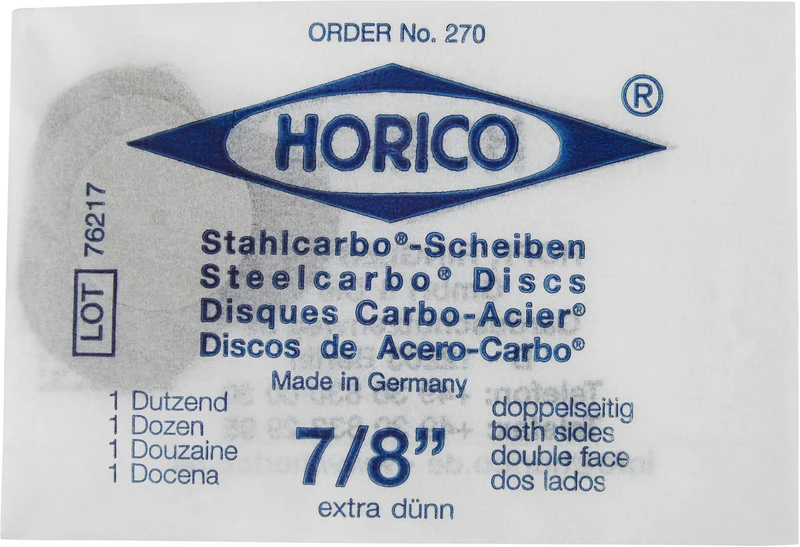 ORDER No. 270
HORICO
®
LOT 76217
Stahlcarbo®-Scheiben
Steelcarbo® Discs
Disques Carbo-Acier®
Discos de Acero-Carbo®
Made in Germany
1 Dutzend
1 Dozen
1 Douzaine
1 Docena
7/8”
extra dünn
doppelseitig
both sides
double face
dos lados